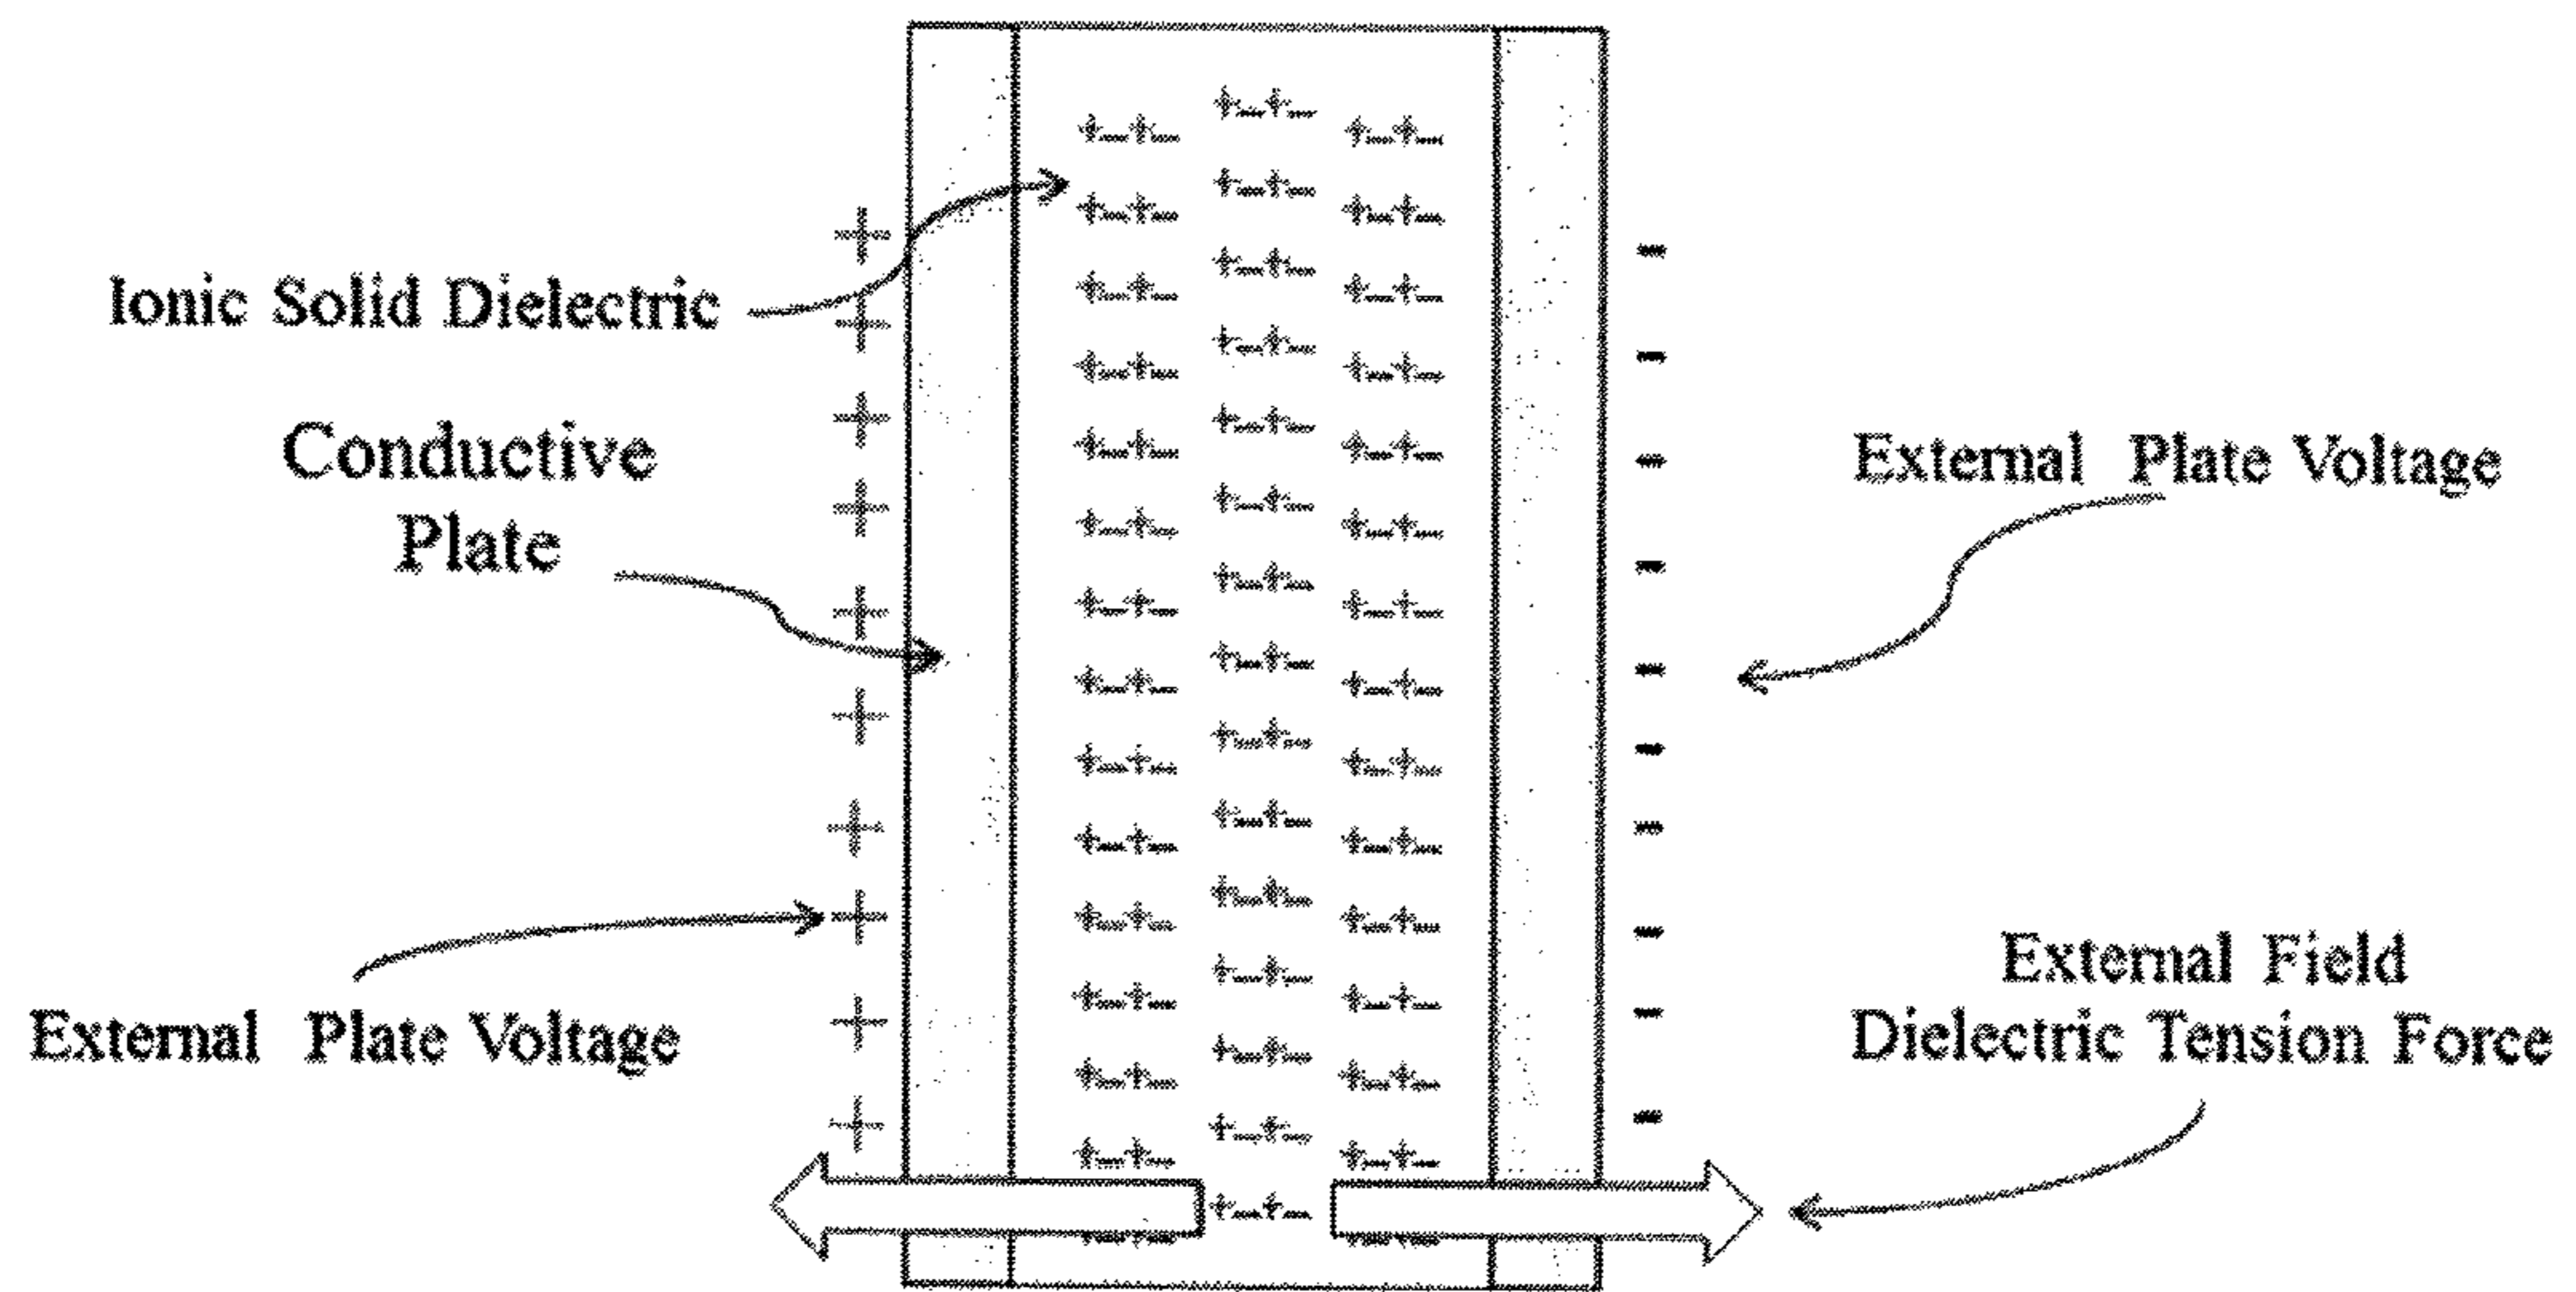 Ionic Solid Dielectric
Conductive
Plate
External Plate Voltage
External Plate Voltage
External Field
Dielectric Tension Force